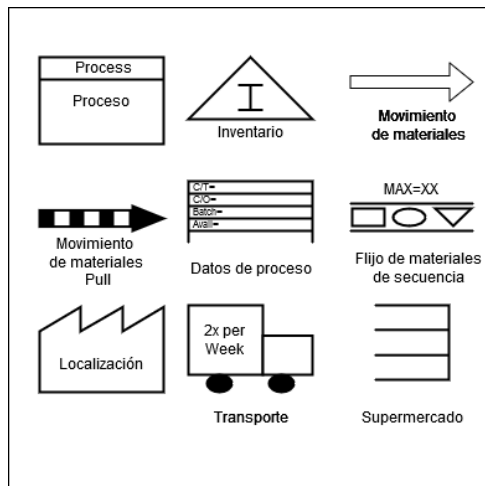 Process
Proceso
I
Inventario
Movimiento
de materiales
Movimiento
de materiales
Pull
C/T=
C/O=
Batch=
Avail=
Datos de proceso
MAX=XX
Flijo de materiales
de secuencia
Localización
2x per
Week
Transporte
Supermercado